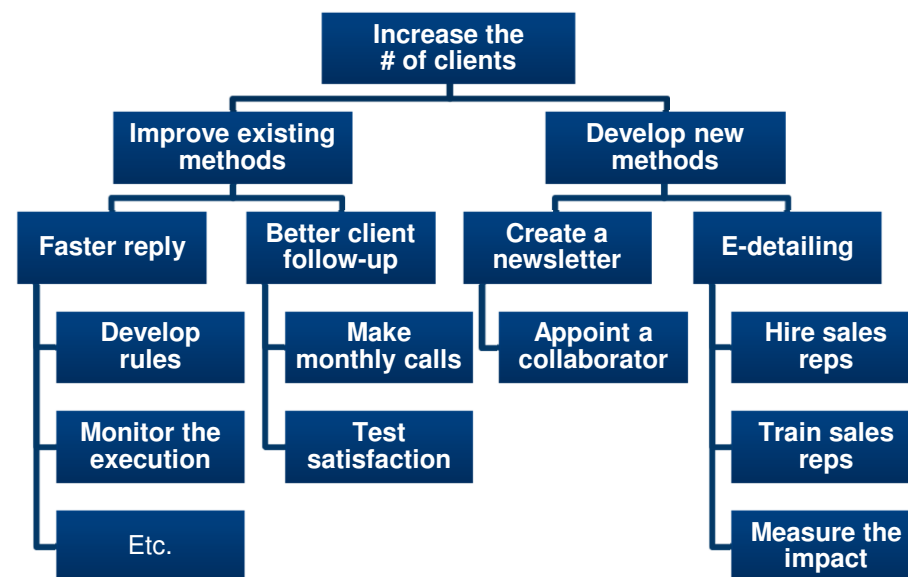 Increase the
# of clients
Improve existing
methods
Develop new
methods
Faster reply
Better client
follow-up
Create a
newsletter
E-detailing
Develop
rules
Make
monthly calls
Appoint a
collaborator
Hire sales
reps
Monitor the
execution
Test
satisfaction
Train sales
reps
Etc.
Measure the
impact